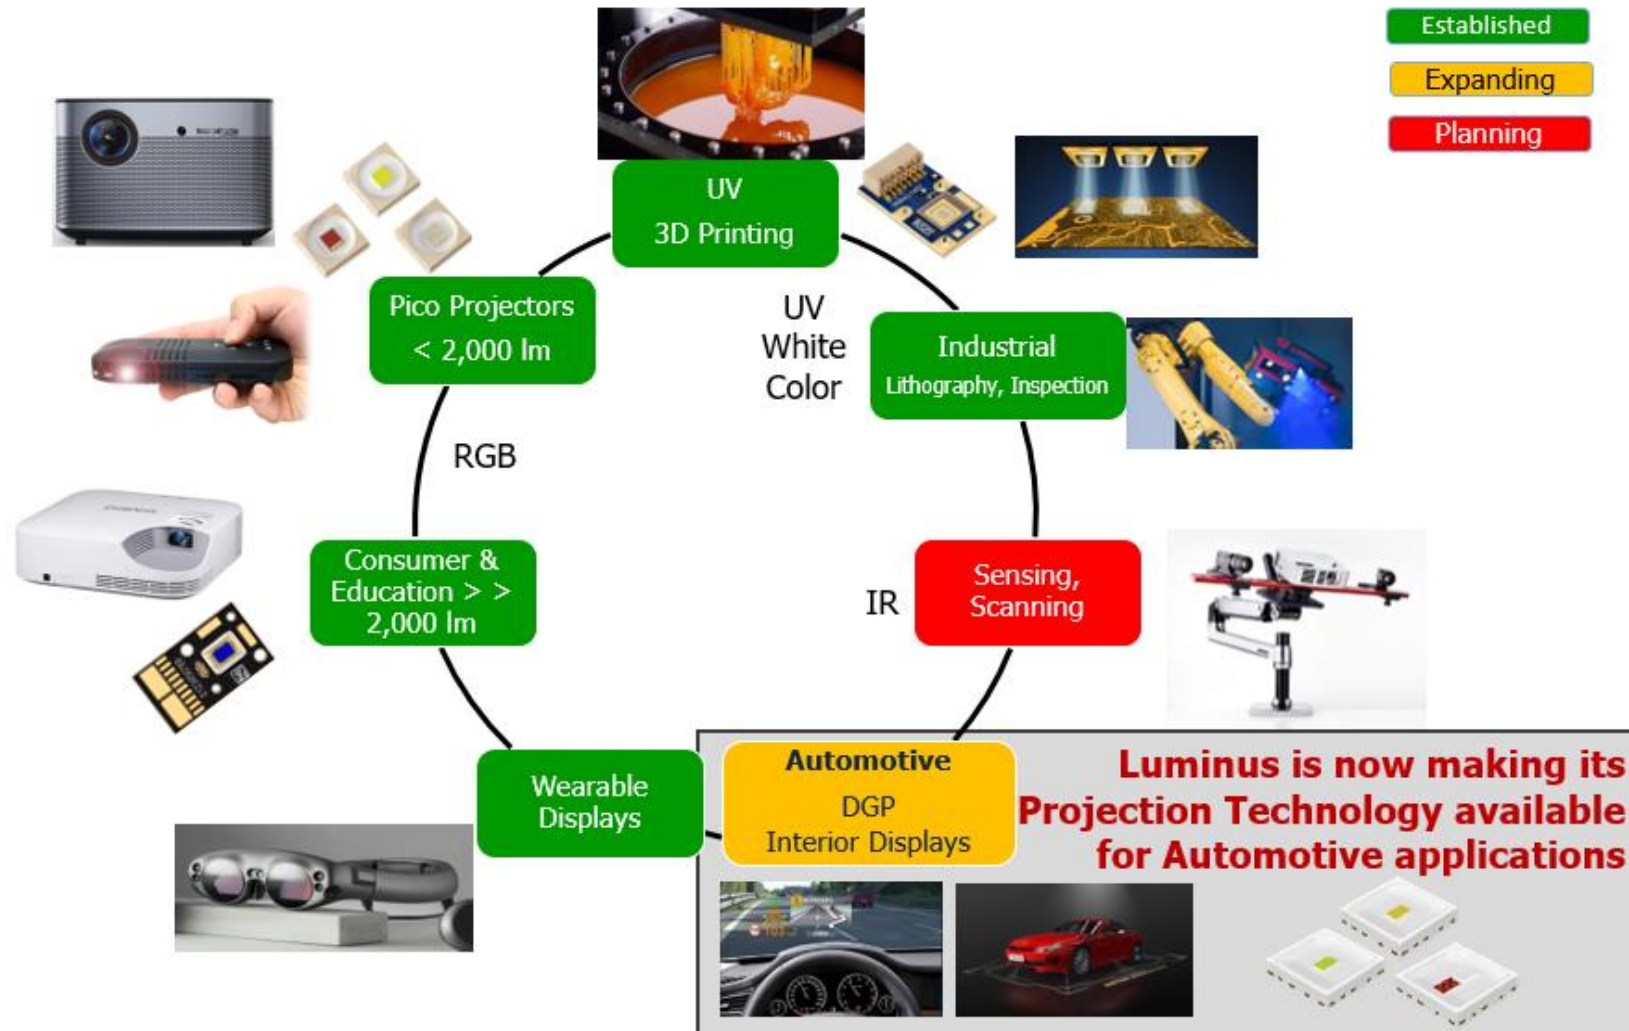 Established
Expanding
Planning
UV
3D Printing
Pico Projectors
< 2,000 lm
UV
White
Color
Industrial
Lithography, Inspection
RGB
Consumer &
Education > >
2,000 lm
IR
Sensing,
Scanning
Wearable
Displays
Automotive
DGP
Interior Displays
Luminus is now making its
Projection Technology available
for Automotive applications